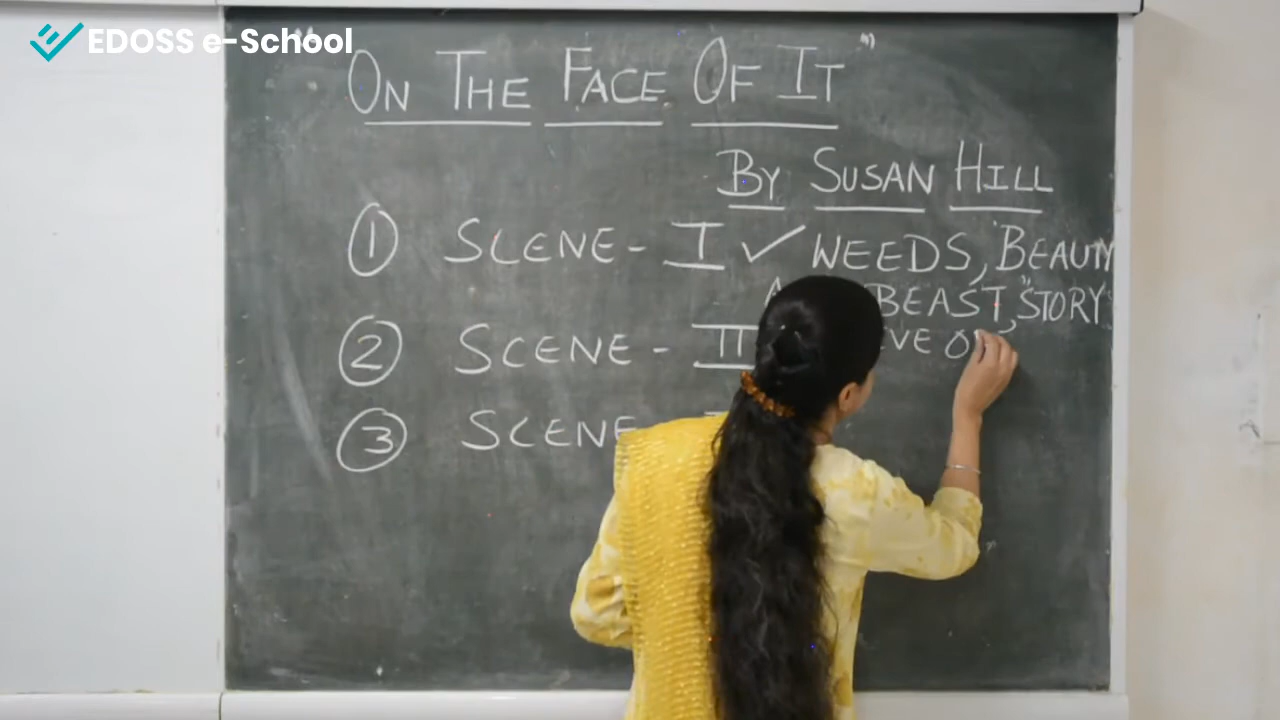 EDOSS e-School
"ON THE FACE OF IT"
BY SUSAN HILL
1 SCENE - I ✓ WEEDS, BEAUTY
BEAST, "STORY
2 SCENE - II
3 SCENE